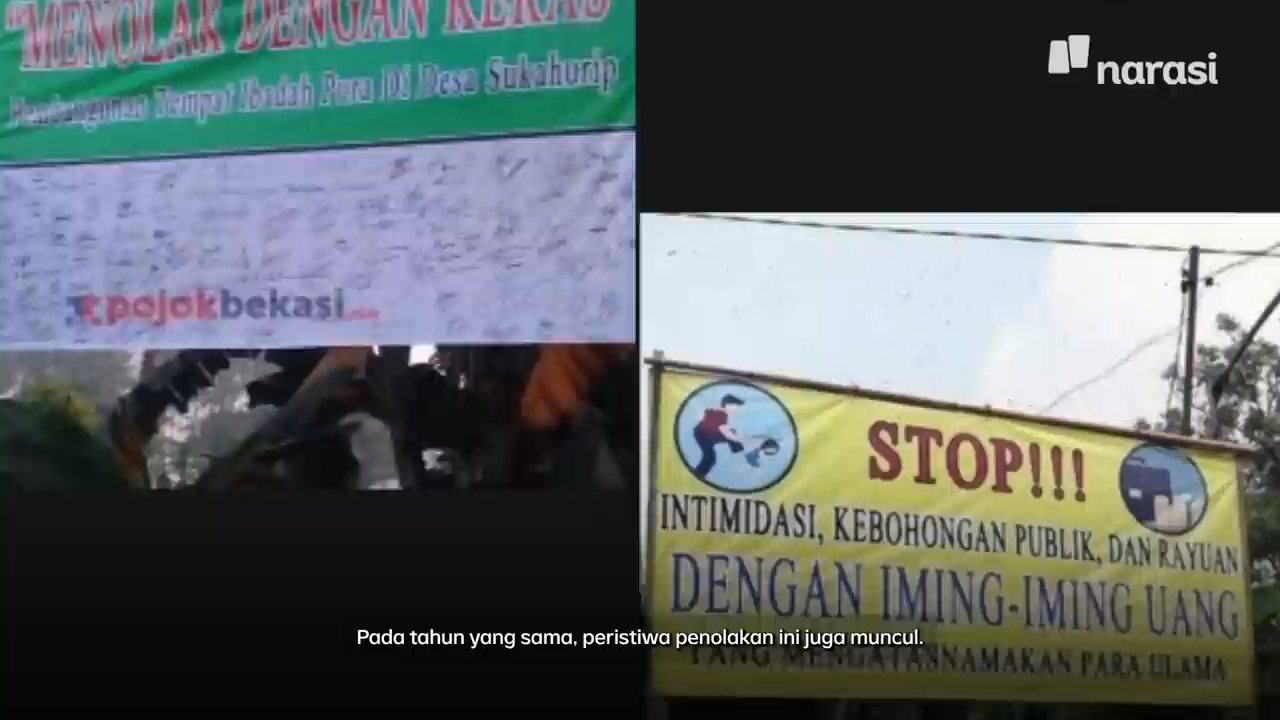 "MENOLAK DENGAN KERAS
Pembangunan Tempat Ibadah Pura Di Desa Sukahurip
pojokbekasi.com
narasi
STOP!!!
INTIMIDASI, KEBOHONGAN PUBLIK, DAN RAYUAN
DENGAN IMING-IMING UANG
YANG MENGATASNAMAKAN PARA ULAMA
Pada tahun yang sama, peristiwa penolakan ini juga muncul.